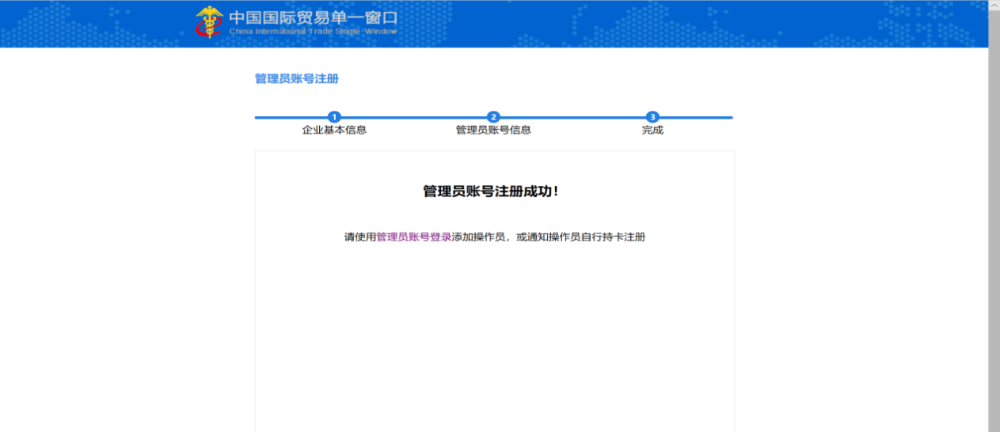 中国国际贸易单一窗口
China International Trade Single Window
管理员账号注册
1 2 3
企业基本信息 管理员账号信息 完成
管理员账号注册成功！
请使用管理员账号登录添加操作员，或通知操作员自行持卡注册